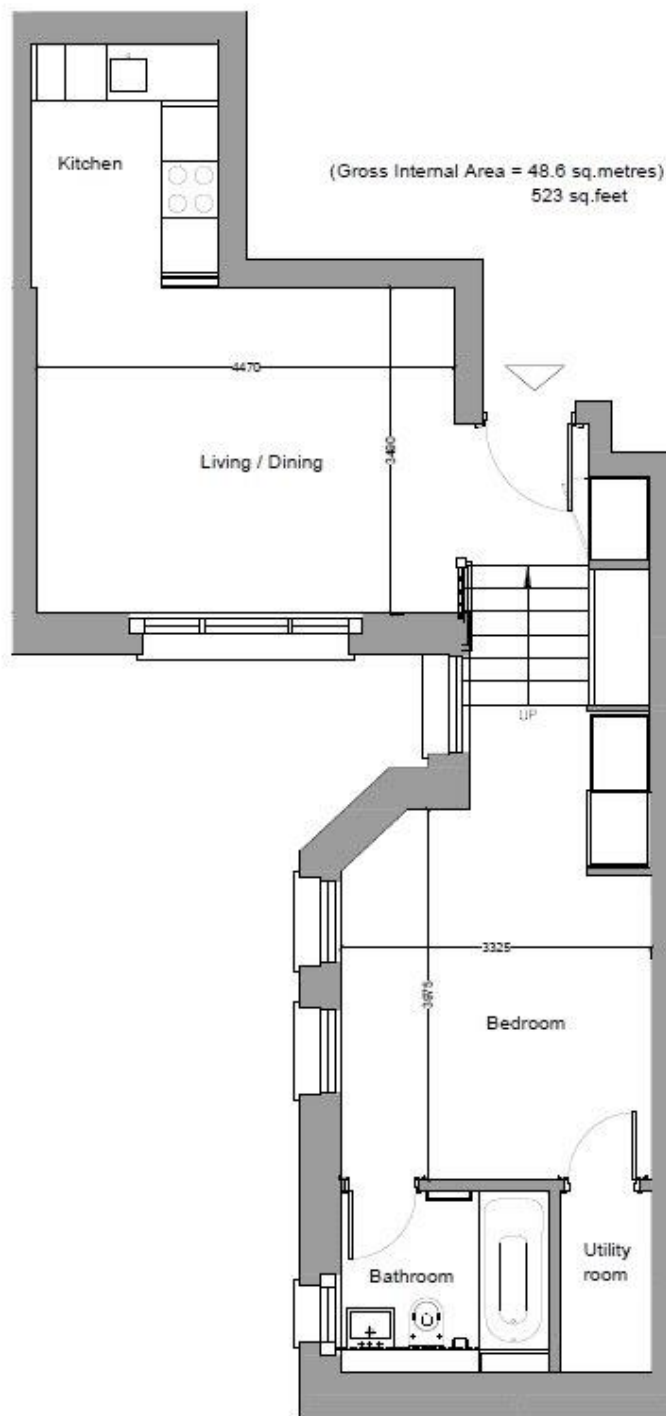 Kitchen
(Gross Internal Area = 48.6 sq.metres)
523 sq.feet
4470
3490
Living / Dining
UP
3325
3975
Bedroom
Utility
room
Bathroom